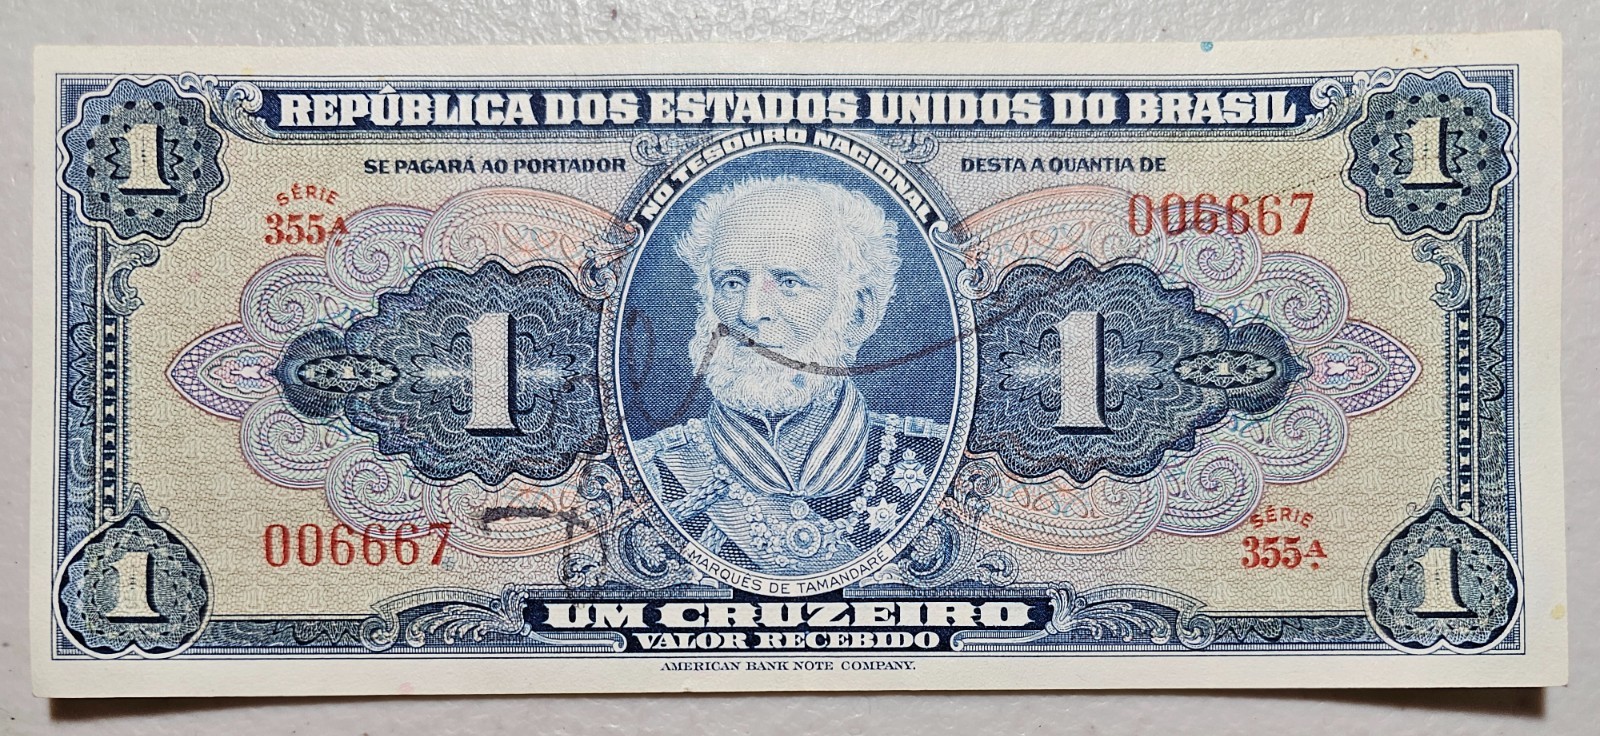 REPÚBLICA DOS ESTADOS UNIDOS DO BRASIL
1
1
SE PAGARÁ AO PORTADOR
NO TESOURO NACIONAL
DESTA A QUANTIA DE
SÉRIE
355A
006667
1
1
1
1
006667
SÉRIE
355A
MARQUÊS DE TAMANDARÉ
1
1
UM CRUZEIRO
VALOR RECEBIDO
AMERICAN BANK NOTE COMPANY.